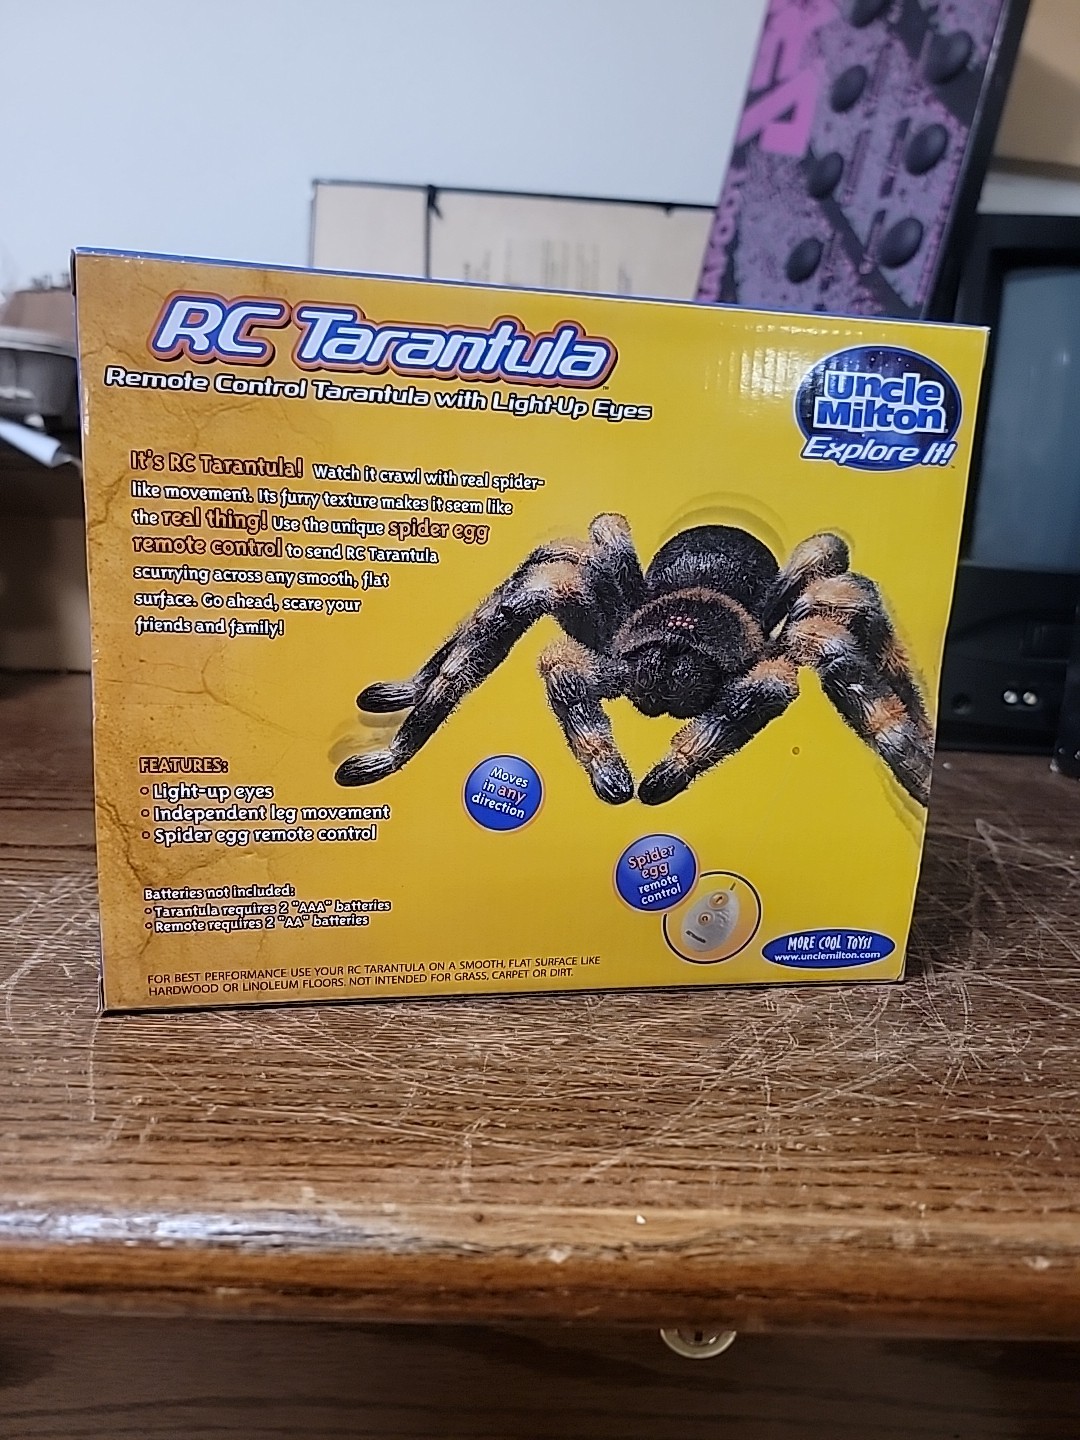 RC Tarantula™
Remote Control Tarantula with Light-Up Eyes
Uncle
Milton
Explore It!™
It's RC Tarantula! Watch it crawl with real spider-
like movement. Its furry texture makes it seem like
the real thing! Use the unique spider egg
remote control to send RC Tarantula
scurrying across any smooth, flat
surface. Go ahead, scare your
friends and family!
FEATURES:
• Light-up eyes
• Independent leg movement
• Spider egg remote control
Moves
in any
direction
Spider
egg
remote
control
Batteries not included:
• Tarantula requires 2 "AAA" batteries
• Remote requires 2 "AA" batteries
MORE COOL TOYS!
www.unclemilton.com
FOR BEST PERFORMANCE USE YOUR RC TARANTULA ON A SMOOTH, FLAT SURFACE LIKE
HARDWOOD OR LINOLEUM FLOORS. NOT INTENDED FOR GRASS, CARPET OR DIRT.